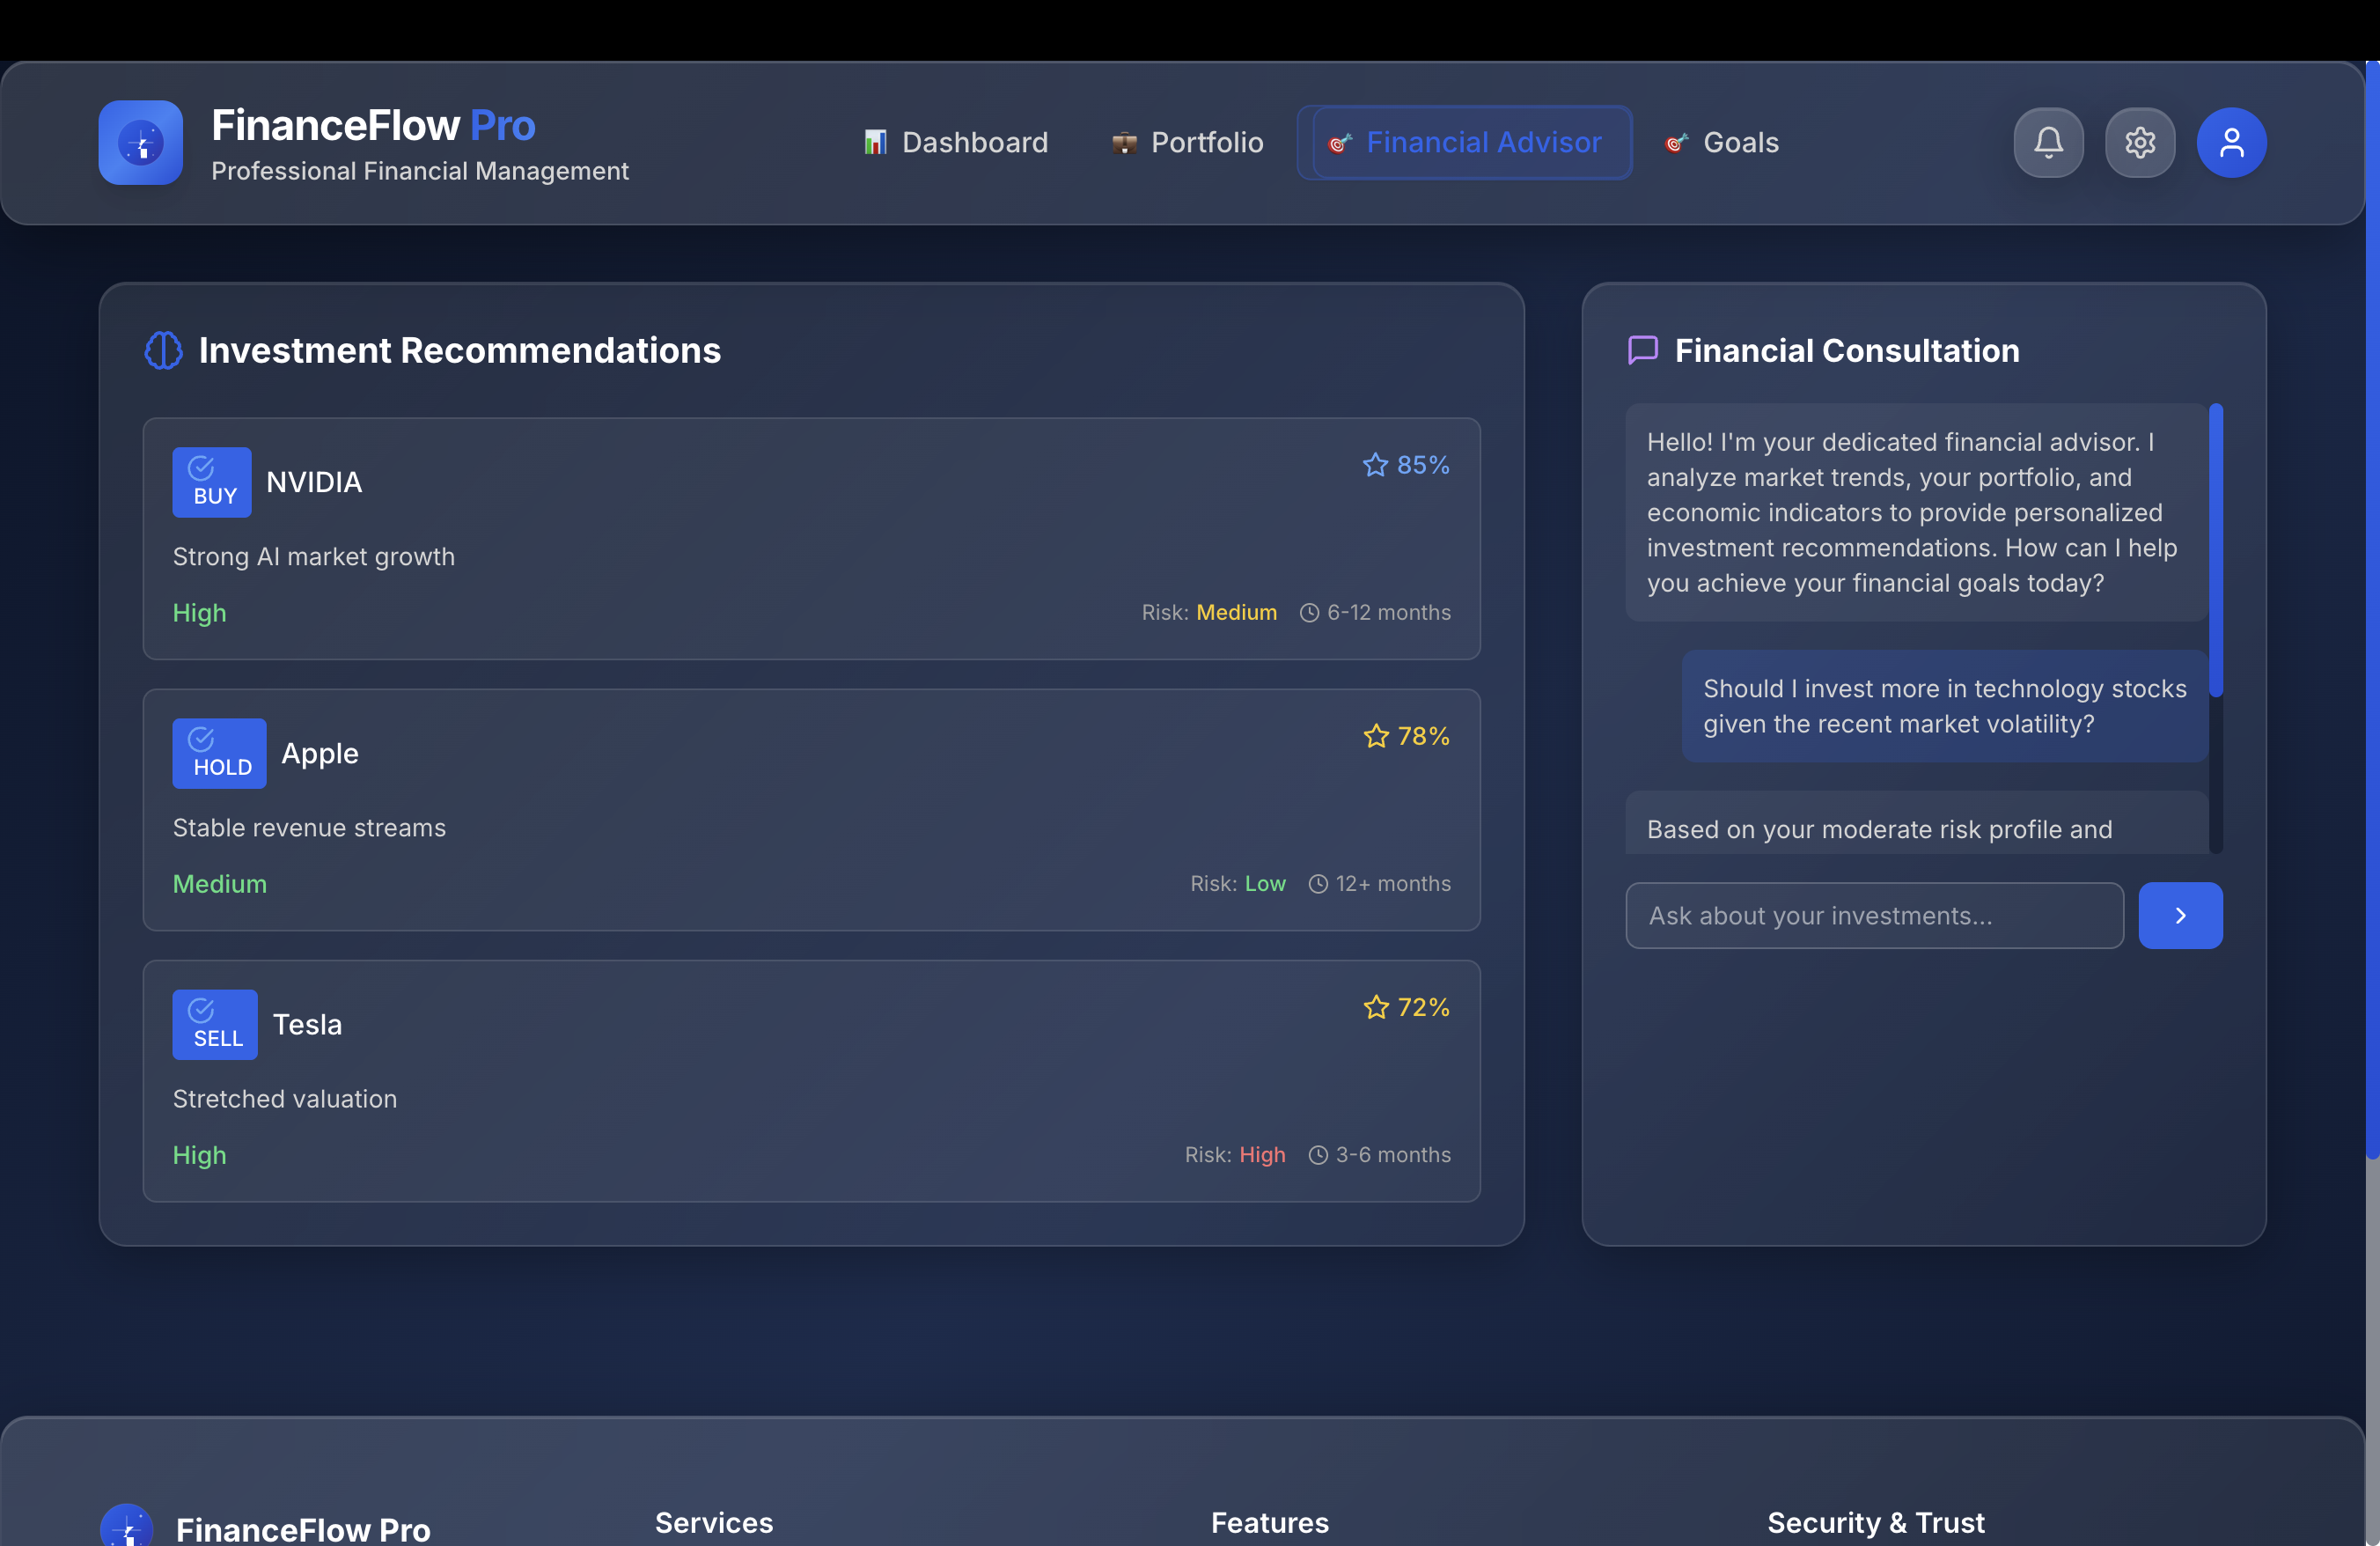 FinanceFlow Pro
Professional Financial Management
Dashboard
Portfolio
Financial Advisor
Goals
Investment Recommendations
BUY
NVIDIA
85%
Strong AI market growth
High
Risk: Medium
6-12 months
HOLD
Apple
78%
Stable revenue streams
Medium
Risk: Low
12+ months
SELL
Tesla
72%
Stretched valuation
High
Risk: High
3-6 months
Financial Consultation
Hello! I'm your dedicated financial advisor. I
analyze market trends, your portfolio, and
economic indicators to provide personalized
investment recommendations. How can I help
you achieve your financial goals today?
Should I invest more in technology stocks
given the recent market volatility?
Based on your moderate risk profile and
Ask about your investments...
FinanceFlow Pro
Services
Features
Security & Trust